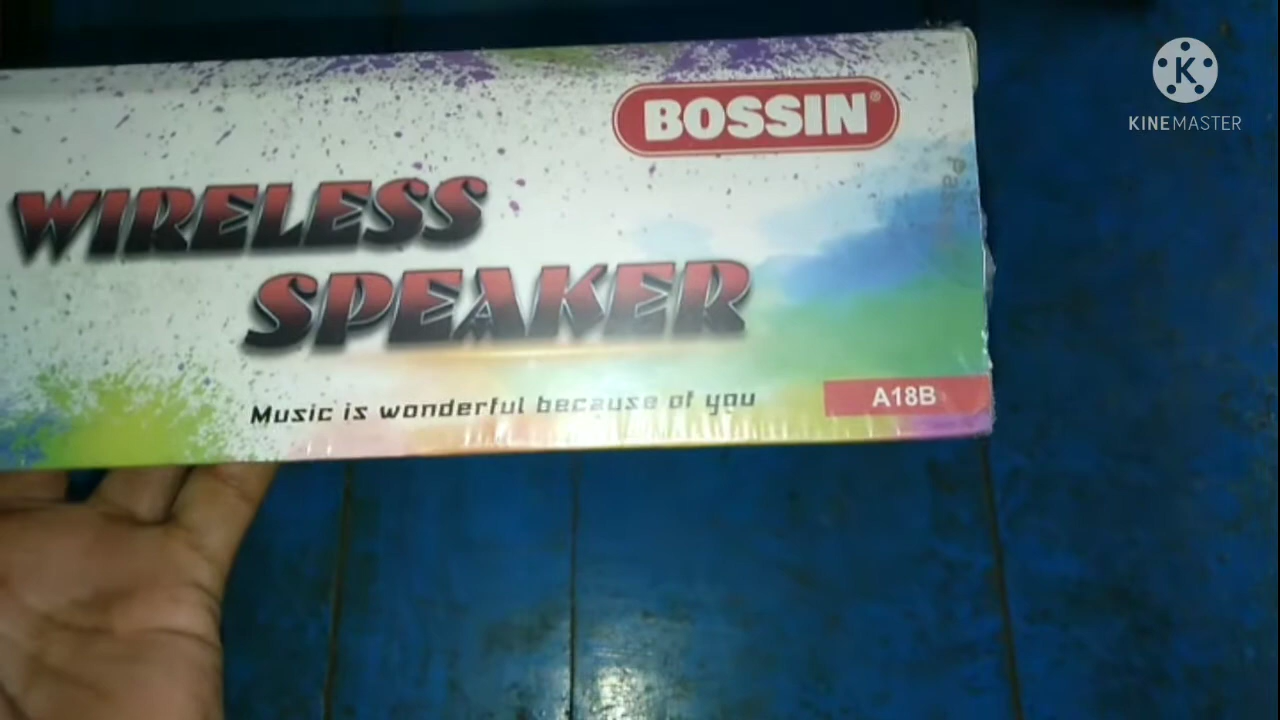 BOSSIN®
K
KINEMASTER
WIRELESS
SPEAKER
Music is wonderful because of you
A18B